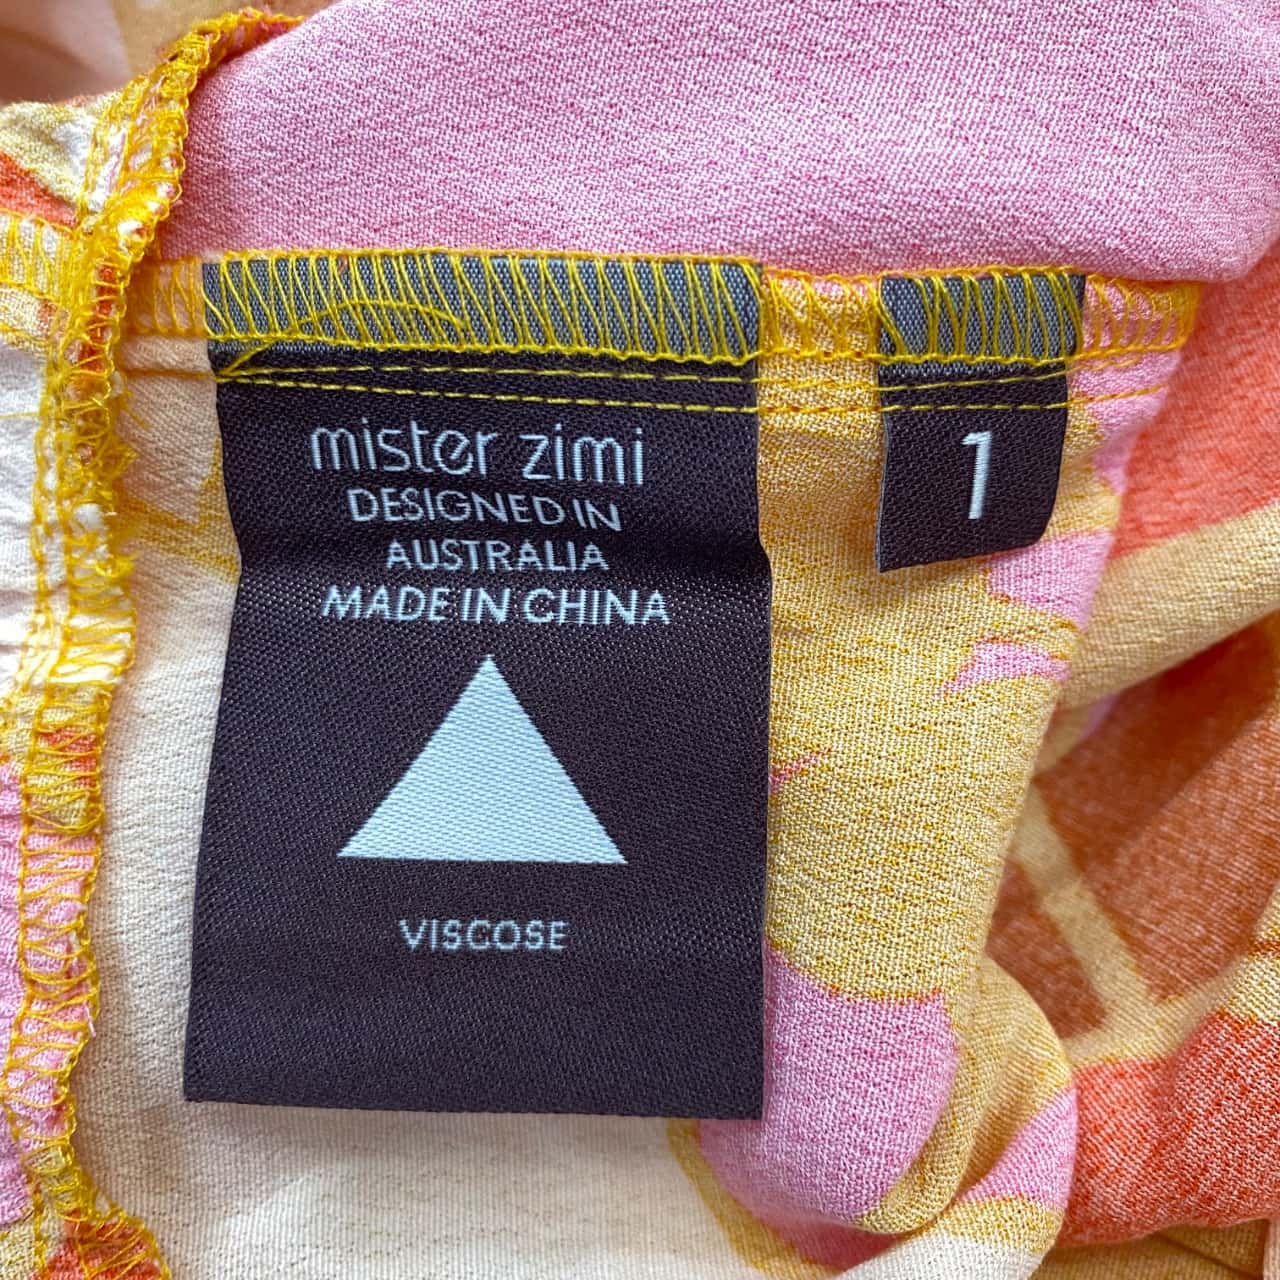 mister zimi
DESIGNED IN
AUSTRALIA
MADE IN CHINA
VISCOSE
1